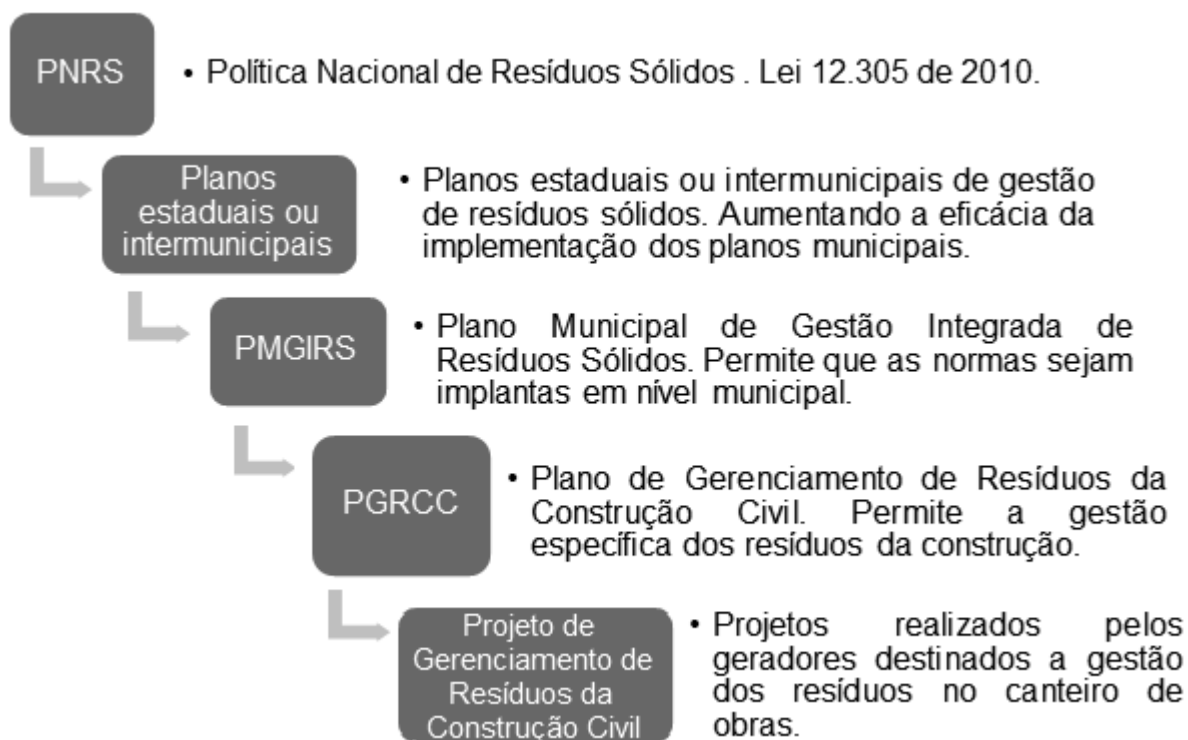 PNRS
• Política Nacional de Resíduos Sólidos . Lei 12.305 de 2010.
Planos
estaduais ou
intermunicipais
• Planos estaduais ou intermunicipais de gestão
de resíduos sólidos. Aumentando a eficácia da
implementação dos planos municipais.
PMGIRS
• Plano Municipal de Gestão Integrada de
Resíduos Sólidos. Permite que as normas sejam
implantas em nível municipal.
PGRCC
• Plano de Gerenciamento de Resíduos da
Construção Civil. Permite a gestão
específica dos resíduos da construção.
Projeto de
Gerenciamento de
Resíduos da
Construção Civil
• Projetos realizados pelos
geradores destinados a gestão
dos resíduos no canteiro de
obras.